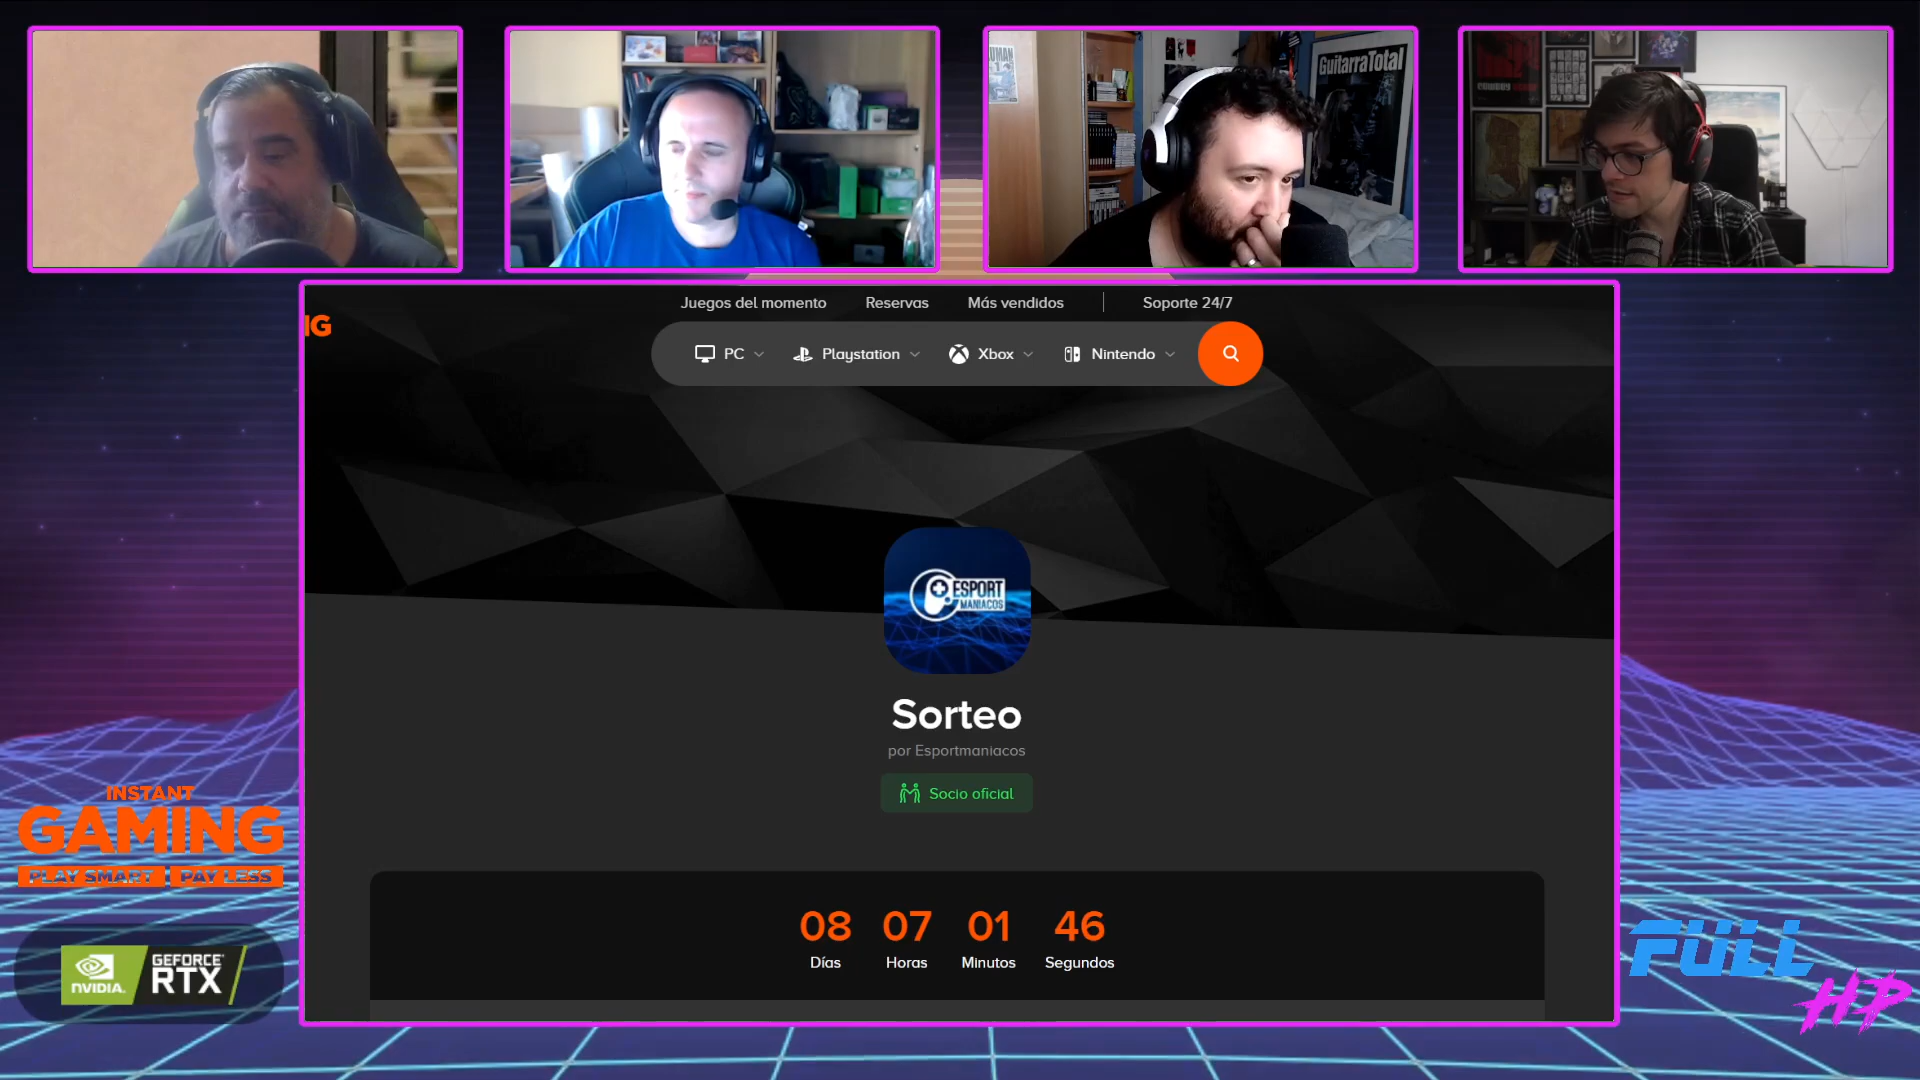 GuitarraTotal
IG
Juegos del momento
Reservas
Más vendidos
Soporte 24/7
PC
Playstation
Xbox
Nintendo
ESPORT
MANIACOS
Sorteo
por Esportmaniacos
Socio oficial
08
07
01
46
Días
Horas
Minutos
Segundos
INSTANT
GAMING
PLAY SMART
PAY LESS
NVIDIA.
GEFORCE
RTX
FULL
HP